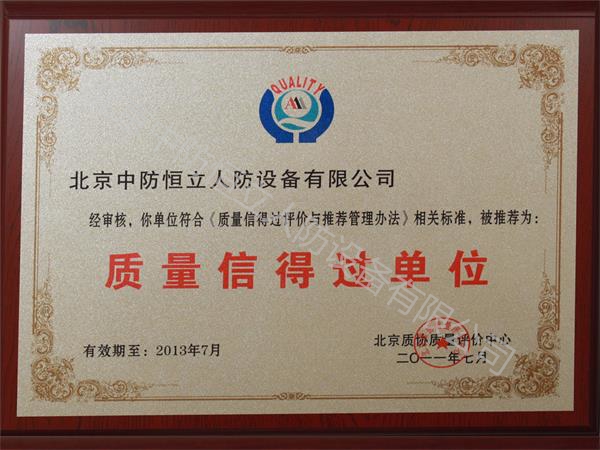 QUALITY
北京中防恒立人防设备有限公司
经审核，你单位符合《质量信得过评价与推荐管理办法》相关标准，被推荐为：
质量信得过单位
北京质协质量评价中心
有效期至：2013年7月
二〇一一年七月